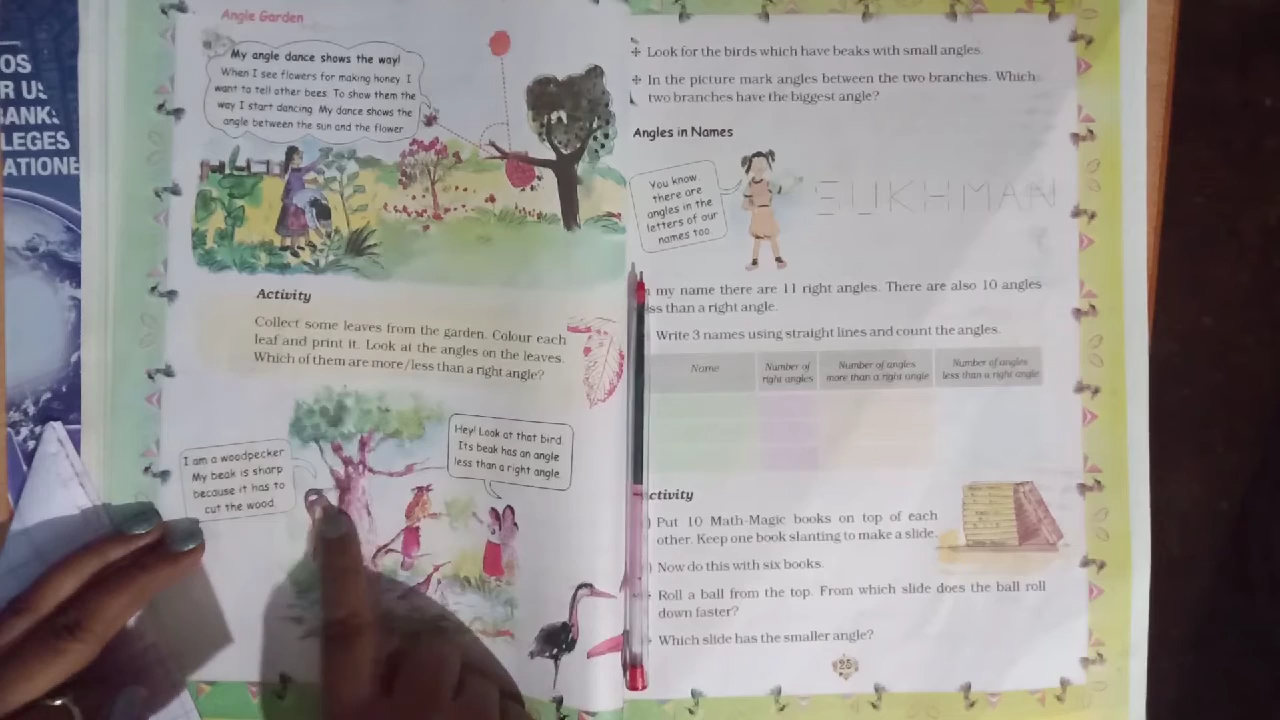 OS
R US
BANK:
LEGES
ATIONE
Angle Garden
My angle dance shows the way!
When I see flowers for making honey. I
want to tell other bees. To show them the
way I start dancing. My dance shows the
angle between the sun and the flower
Activity
Collect some leaves from the garden. Colour each
leaf and print it. Look at the angles on the leaves.
Which of them are more/less than a right angle?
I am a woodpecker
My beak is sharp
because it has to
cut the wood.
Hey! Look at that bird.
Its beak has an angle
less than a right angle.
Look for the birds which have beaks with small angles.
In the picture mark angles between the two branches. Which
two branches have the biggest angle?
Angles in Names
You know,
there are
angles in the
letters of our
names too.
SUKHMAN
my name there are 11 right angles. There are also 10 angles
ss than a right angle.
Write 3 names using straight lines and count the angles.
Name
Number of
right angles
Number of angles
more than a right angle
Number of angles
less than a right angle
ctivity
Put 10 Math-Magic books on top of each
other. Keep one book slanting to make a slide.
Now do this with six books.
Roll a ball from the top. From which slide does the ball roll
down faster?
Which slide has the smaller angle?
25